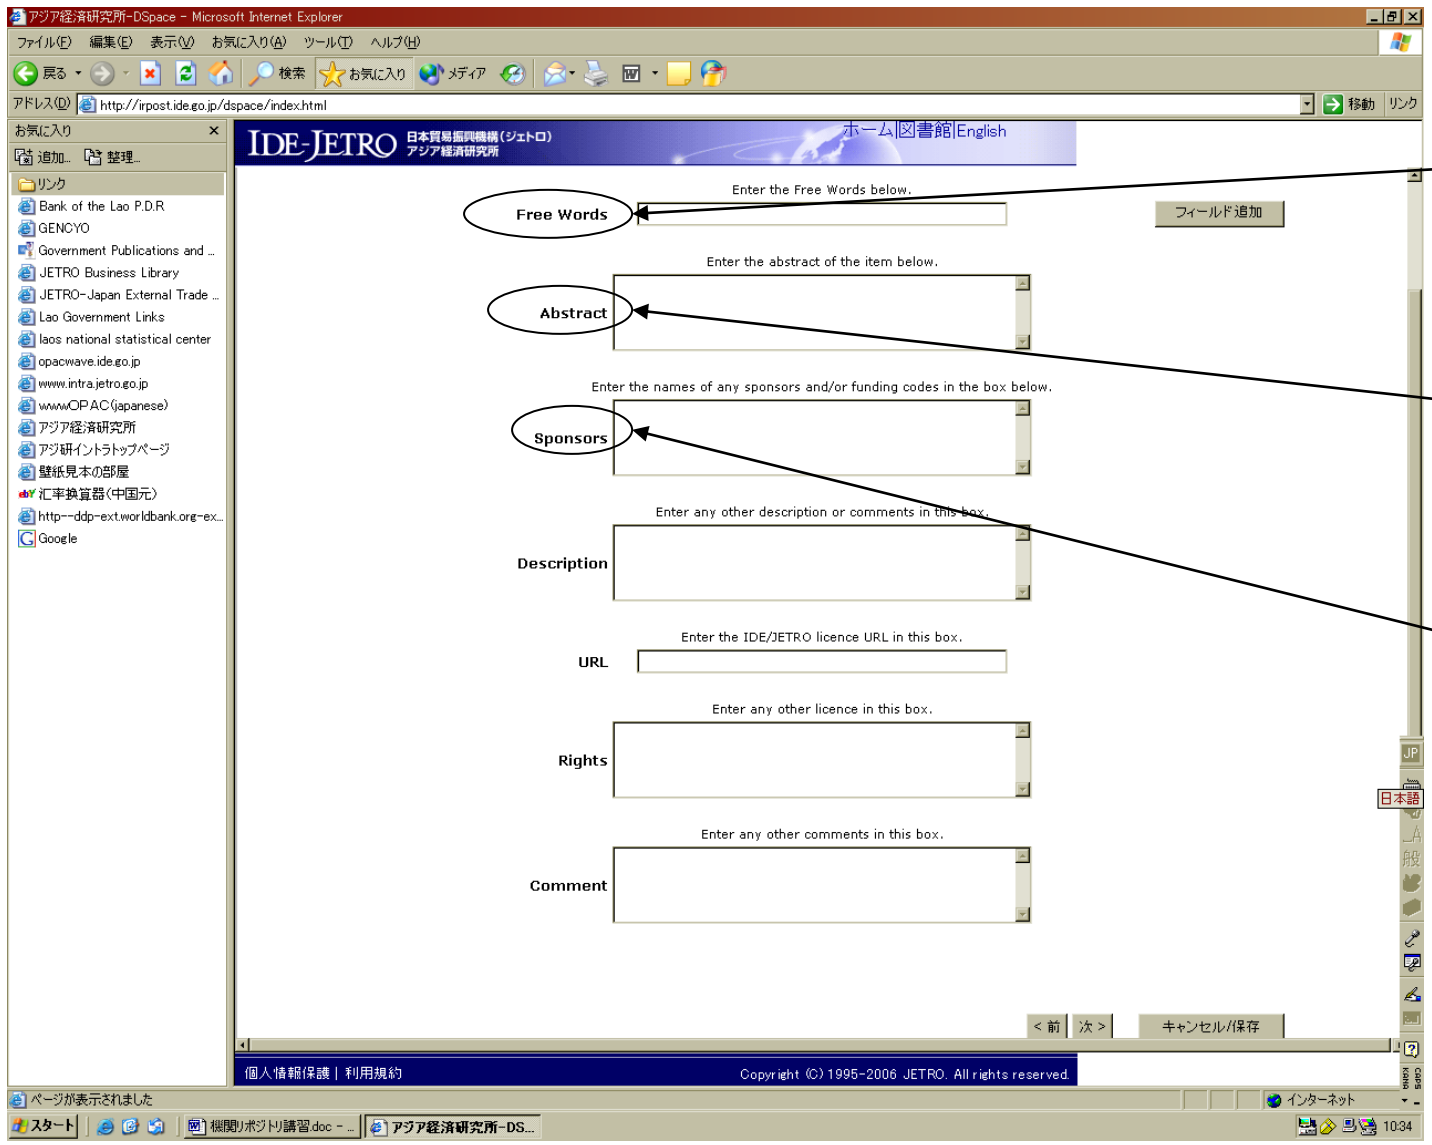 アジア経済研究所-DSpace - Microsoft Internet Explorer
ファイル(F) 編集(E) 表示(V) お気に入り(A) ツール(T) ヘルプ(H)
戻る 検索 お気に入り メディア
アドレス(D) http://irpost.ide.go.jp/dspace/index.html 移動 リンク
お気に入り ×
追加... 整理...
リンク
Bank of the Lao P.D.R
GENCYO
Government Publications and ...
JETRO Business Library
JETRO-Japan External Trade ...
Lao Government Links
laos national statistical center
opacwave.ide.go.jp
www.intra.jetro.go.jp
wwwOPAC(japanese)
アジア経済研究所
アジ研イントラトップページ
壁紙見本の部屋
汇率換算器(中国元)
http--ddp-ext.worldbank.org-ex...
Google
IDE-JETRO 日本貿易振興機構(ジェトロ)
アジア経済研究所
ホーム|図書館|English
Enter the Free Words below.
Free Words
フィールド追加
Enter the abstract of the item below.
Abstract
Enter the names of any sponsors and/or funding codes in the box below.
Sponsors
Enter any other description or comments in this box.
Description
Enter the IDE/JETRO licence URL in this box.
URL
Enter any other licence in this box.
Rights
Enter any other comments in this box.
Comment
< 前 次 > キャンセル/保存
個人情報保護 | 利用規約
Copyright (C) 1995-2006 JETRO. All rights reserved.
JP
日本語
_A
般
CAPS
KANA
ページが表示されました
インターネット
スタート
機関リポジトリ講習.doc - ...
アジア経済研究所-DS...
10:34